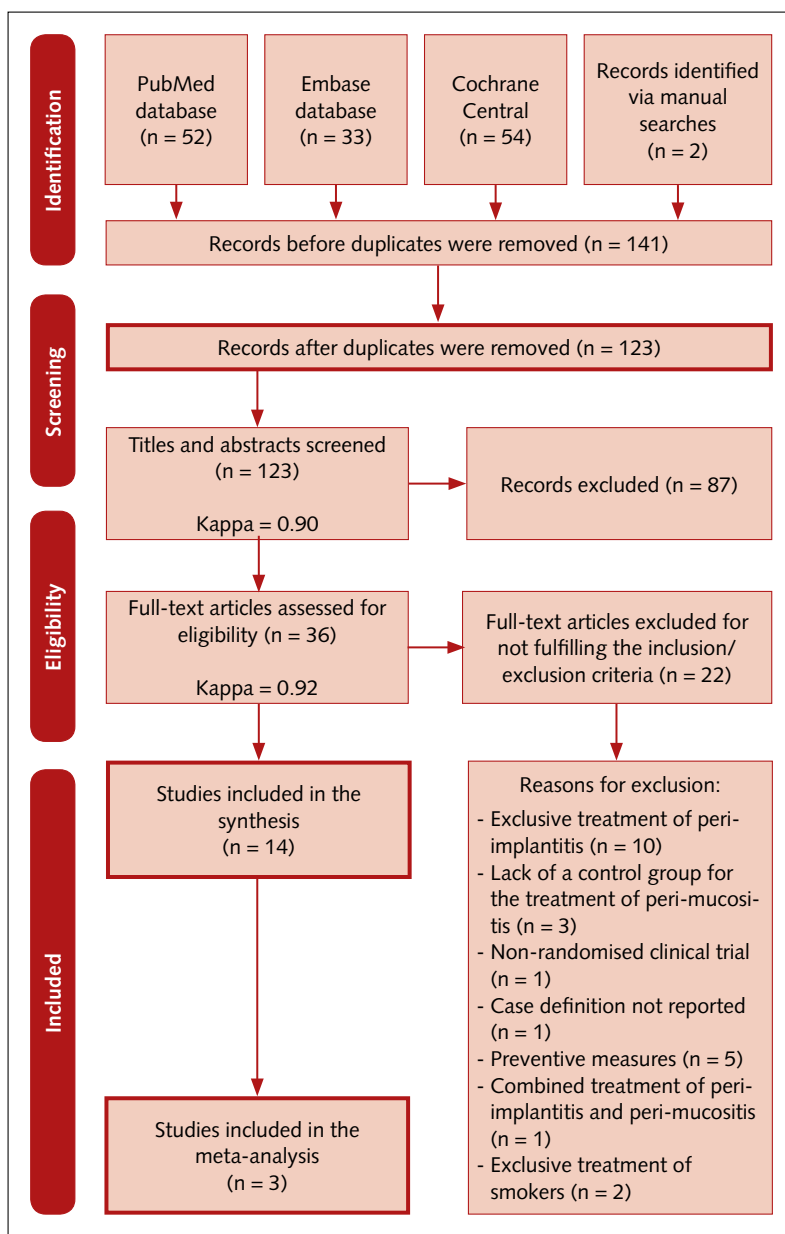 Identification
PubMed
database
(n = 52)
Embase
database
(n = 33)
Cochrane
Central
(n = 54)
Records identified
via manual
searches
(n = 2)
Records before duplicates were removed (n = 141)
Screening
Records after duplicates were removed (n = 123)
Titles and abstracts screened
(n = 123)
Kappa = 0.90
Records excluded (n = 87)
Eligibility
Full-text articles assessed for
eligibility (n = 36)
Kappa = 0.92
Full-text articles excluded for
not fulfilling the inclusion/
exclusion criteria (n = 22)
Included
Studies included in the
synthesis
(n = 14)
Reasons for exclusion:
- Exclusive treatment of peri-
implantitis (n = 10)
- Lack of a control group for
the treatment of peri-mucosi-
tis (n = 3)
- Non-randomised clinical trial
(n = 1)
- Case definition not reported
(n = 1)
- Preventive measures (n = 5)
- Combined treatment of peri-
implantitis and peri-mucositis
(n = 1)
- Exclusive treatment of
smokers (n = 2)
Studies included in the
meta-analysis
(n = 3)